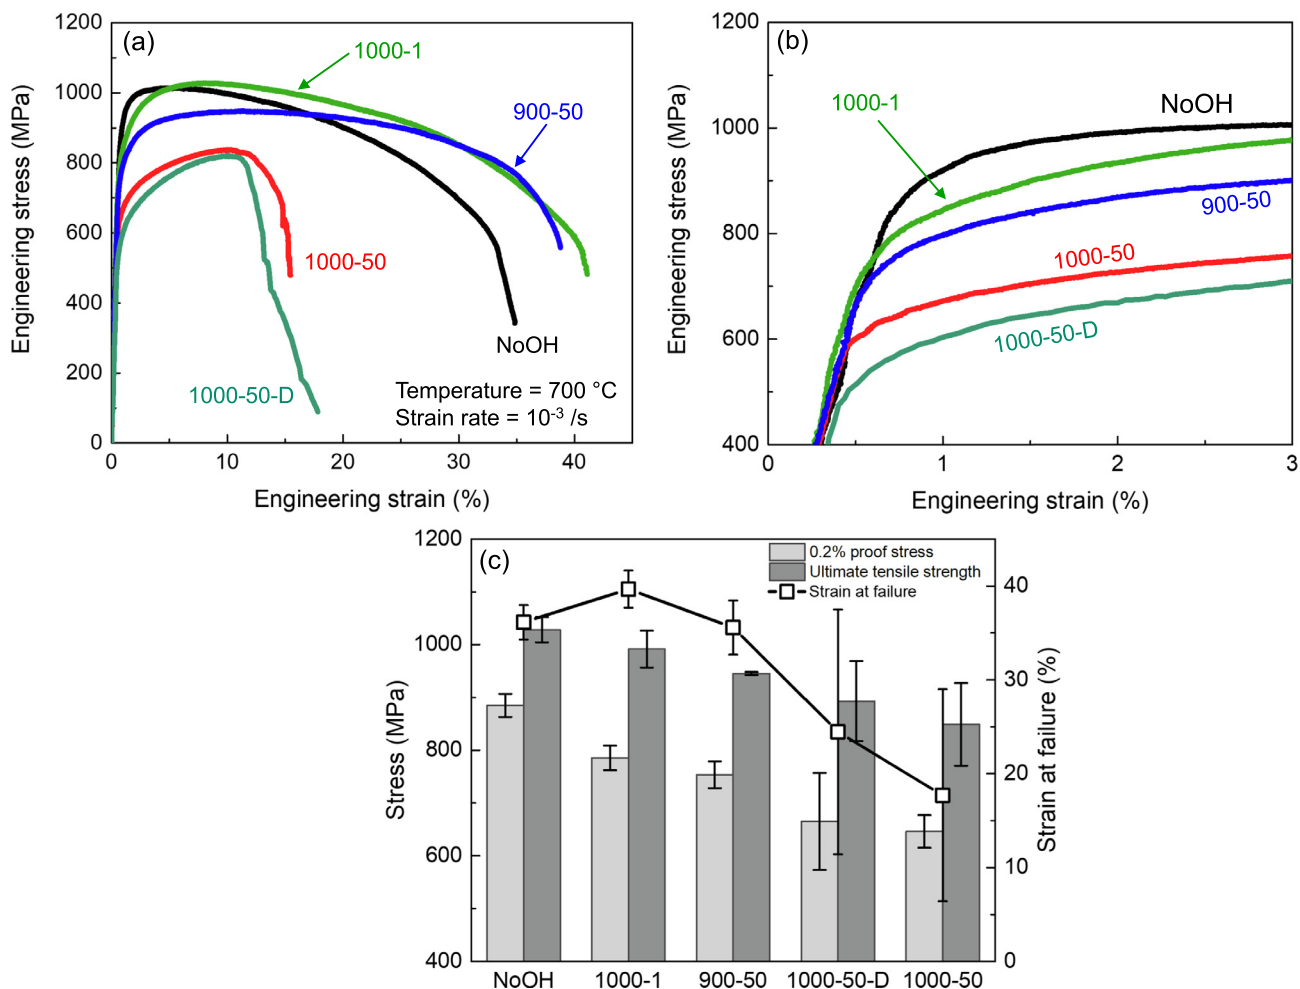 (a)
1200
1000
800
600
400
200
0
Engineering stress (MPa)
1000-1
900-50
1000-50
NoOH
1000-50-D
Temperature = 700 °C
Strain rate = 10⁻³ /s
0 10 20 30 40
Engineering strain (%)
(b)
1200
1000
800
600
400
Engineering stress (MPa)
NoOH
1000-1
900-50
1000-50
1000-50-D
0 1 2 3
Engineering strain (%)
(c)
1200
1000
800
600
400
Stress (MPa)
0.2% proof stress
Ultimate tensile strength
Strain at failure
40
30
20
10
0
Strain at failure (%)
NoOH 1000-1 900-50 1000-50-D 1000-50